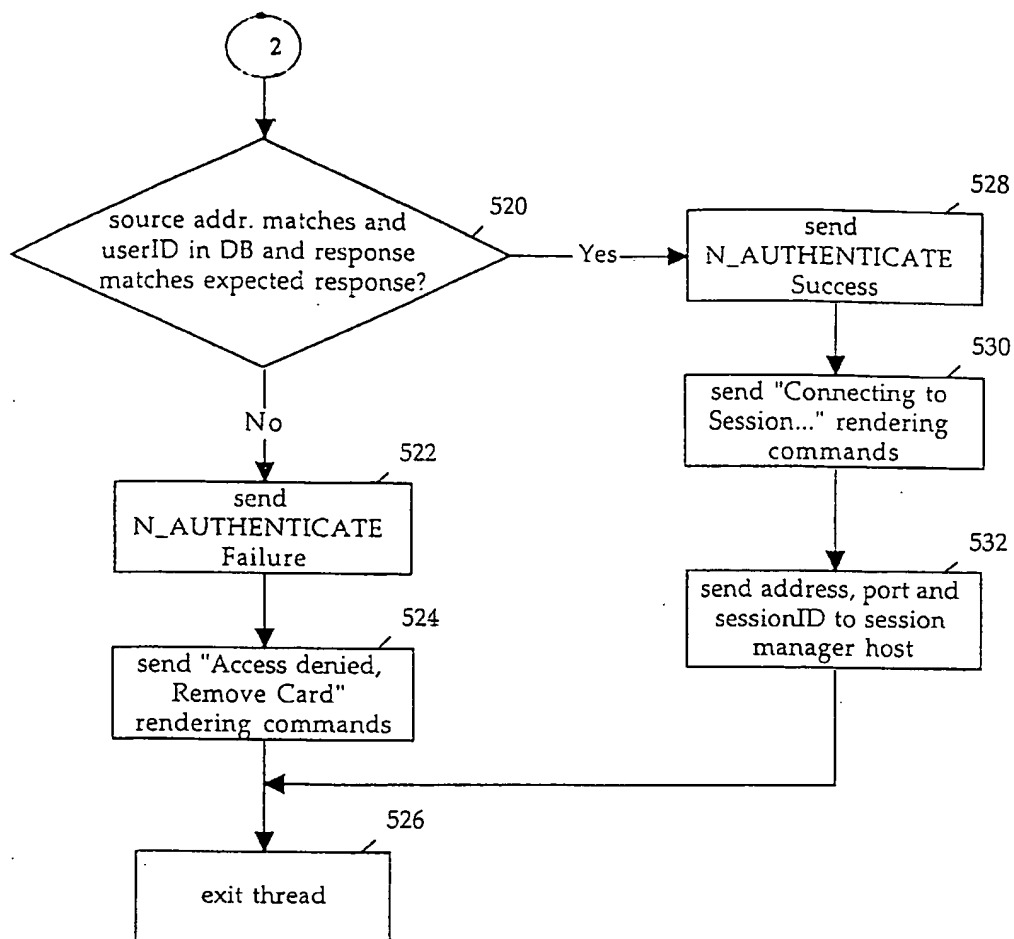 2
source addr. matches and
userID in DB and response
matches expected response?
520
Yes
528
send
N_AUTHENTICATE
Success
530
send "Connecting to
Session..." rendering
commands
532
send address, port and
sessionID to session
manager host
No
522
send
N_AUTHENTICATE
Failure
524
send "Access denied,
Remove Card"
rendering commands
526
exit thread